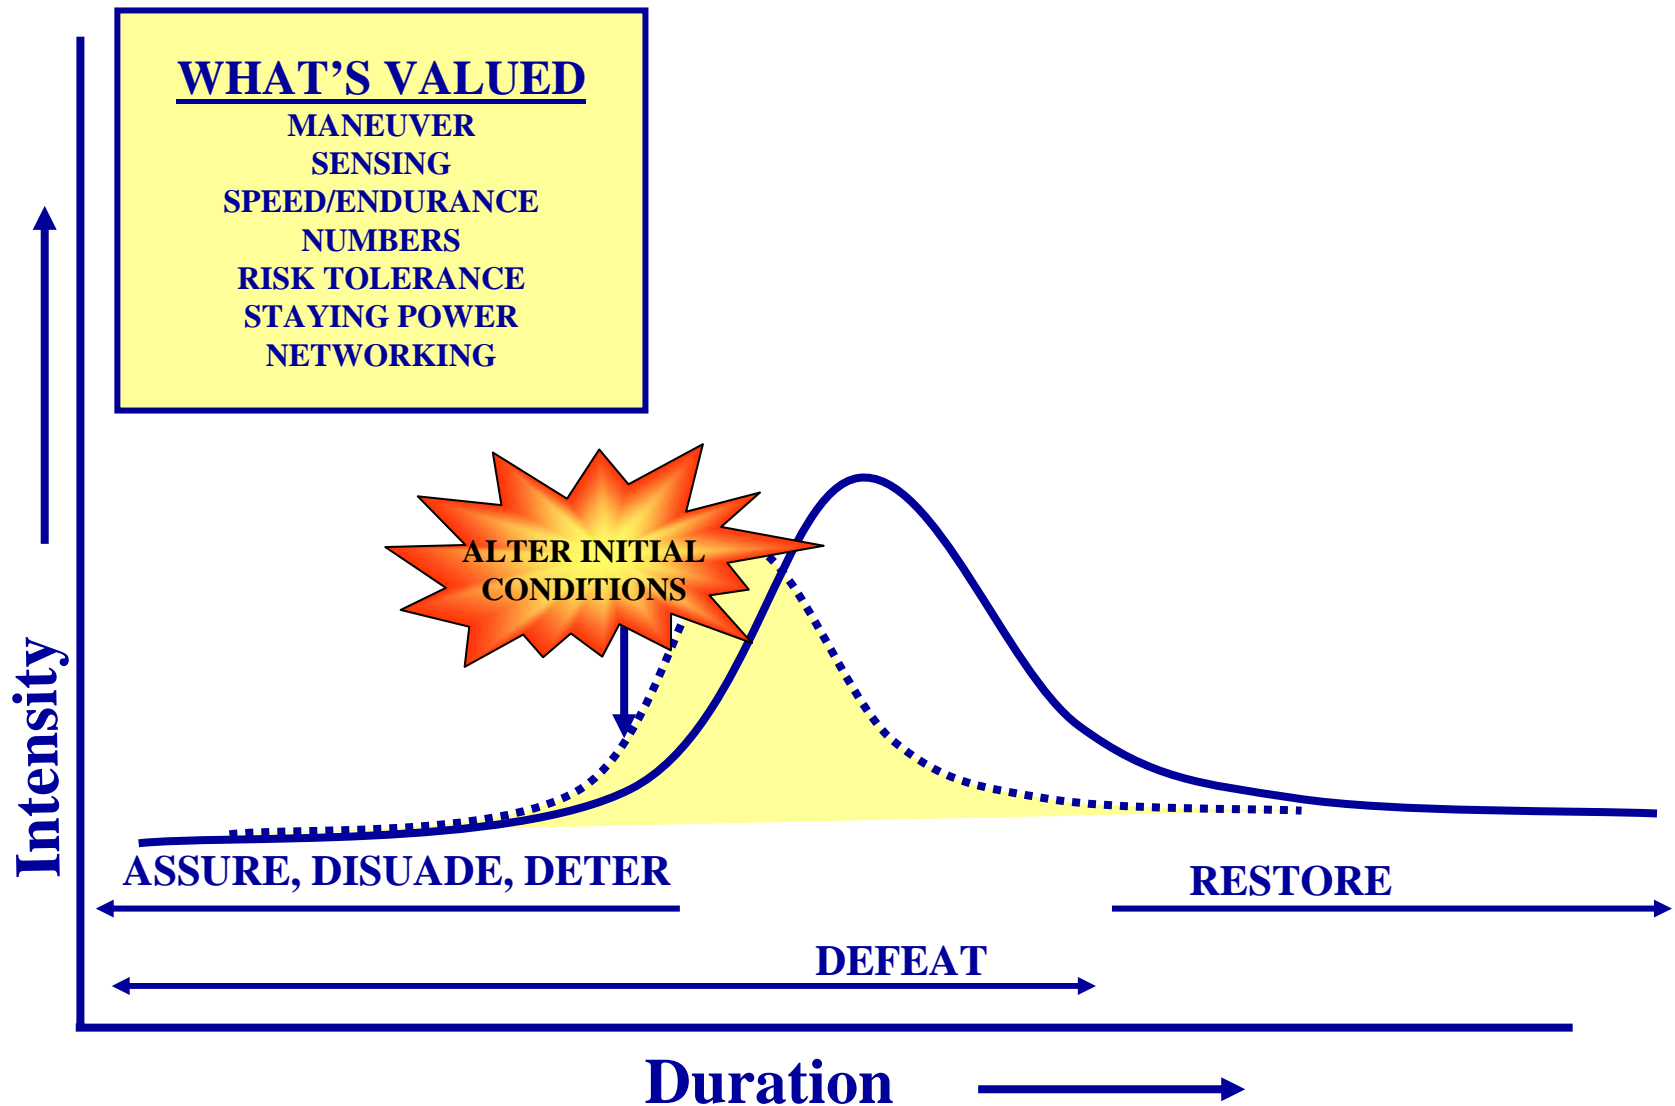 WHAT'S VALUED
MANEUVER
SENSING
SPEED/ENDURANCE
NUMBERS
RISK TOLERANCE
STAYING POWER
NETWORKING
ALTER INITIAL
CONDITIONS
Intensity
ASSURE, DISUADE, DETER
RESTORE
DEFEAT
Duration